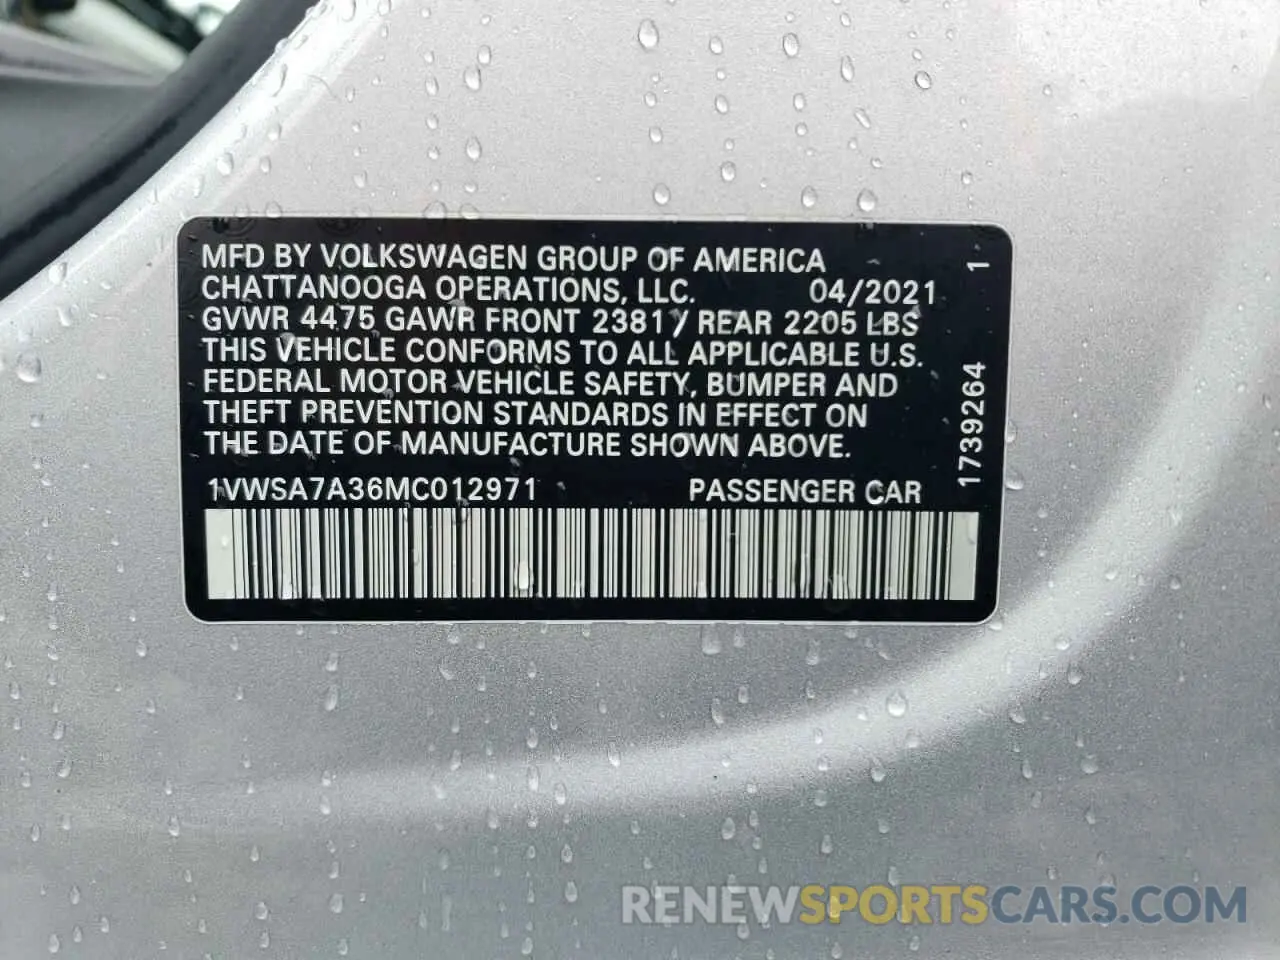 MFD BY VOLKSWAGEN GROUP OF AMERICA
CHATTANOOGA OPERATIONS, LLC. 04/2021
GVWR 4475 GAWR FRONT 2381 / REAR 2205 LBS
THIS VEHICLE CONFORMS TO ALL APPLICABLE U.S.
FEDERAL MOTOR VEHICLE SAFETY, BUMPER AND
THEFT PREVENTION STANDARDS IN EFFECT ON
THE DATE OF MANUFACTURE SHOWN ABOVE.
1VWSA7A36MC012971 PASSENGER CAR
1739264 1
RENEWSPORTSCARS.COM